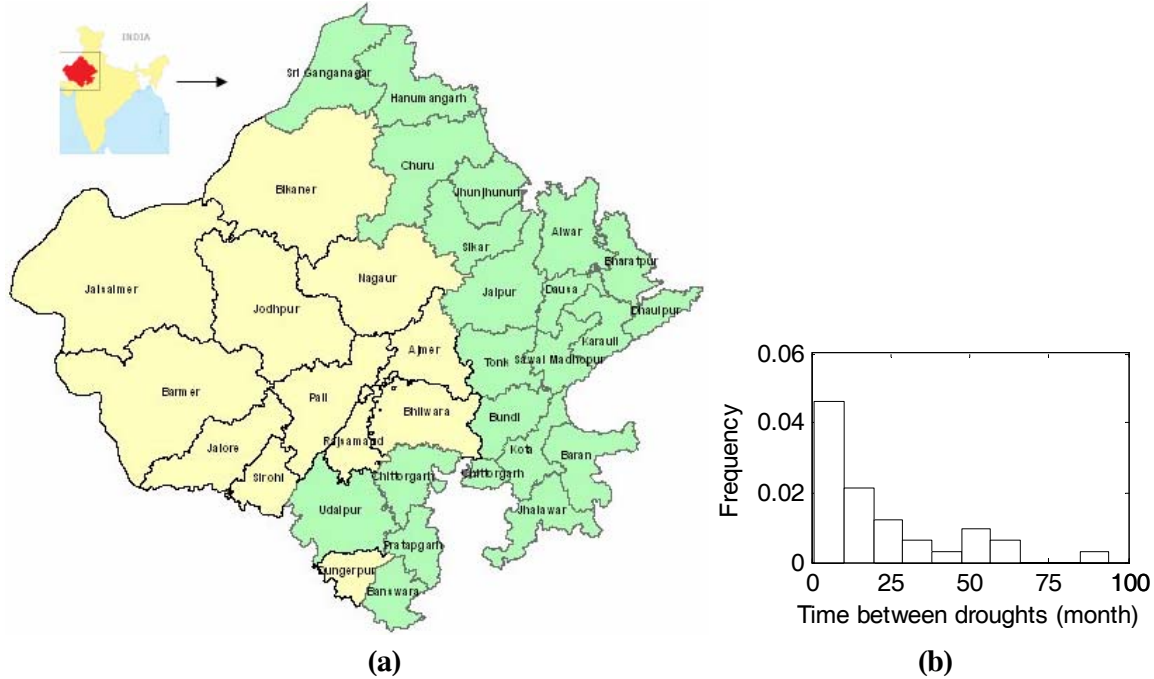 INDIA
Sri Ganganagar
Hanumangarh
Churu
Bikaner
Jhunjhunun
Alwar
Sikar
Bharatpur
Nagaur
Jaisalmer
Jaipur
Dausa
Jodhpur
Dhaulpur
Karauli
Ajmer
Tonk
Sawai Madhopur
Barmer
Pali
Bhilwara
Bundi
Rajsamand
Kota
Jalore
Baran
Sirohi
Chittorgarh
Chittorgarh
Udaipur
Jhalawar
Pratapgarh
Dungerpur
Banswara
(a)
0.06
0.04
0.02
0
Frequency
0 25 50 75 100
Time between droughts (month)
(b)